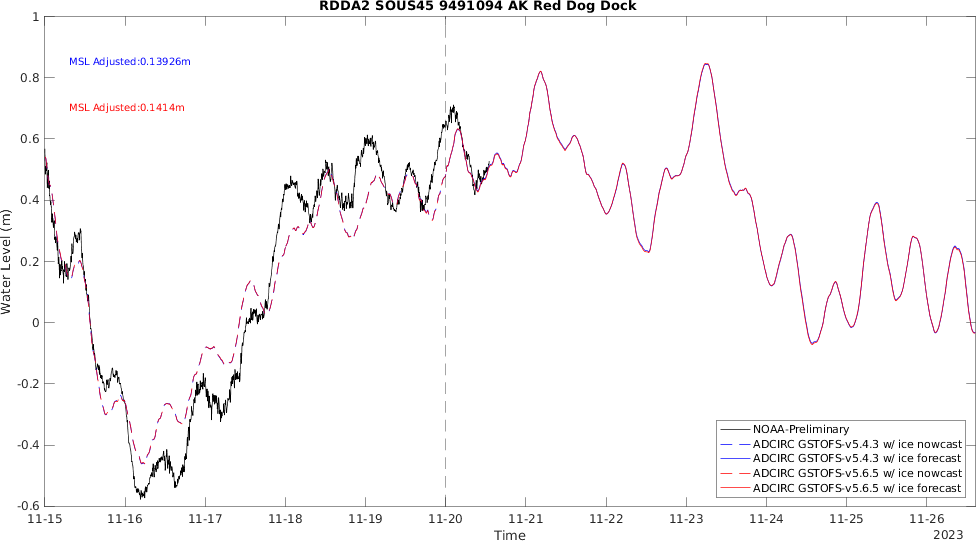 RDDA2 SOUS45 9491094 AK Red Dog Dock
MSL Adjusted:0.13926m
MSL Adjusted:0.1414m
Water Level (m)
1
0.8
0.6
0.4
0.2
0
-0.2
-0.4
-0.6
NOAA-Preliminary
ADCIRC GSTOFS-v5.4.3 w/ ice nowcast
ADCIRC GSTOFS-v5.4.3 w/ ice forecast
ADCIRC GSTOFS-v5.6.5 w/ ice nowcast
ADCIRC GSTOFS-v5.6.5 w/ ice forecast
11-15 11-16 11-17 11-18 11-19 11-20 11-21 11-22 11-23 11-24 11-25 11-26
Time
2023